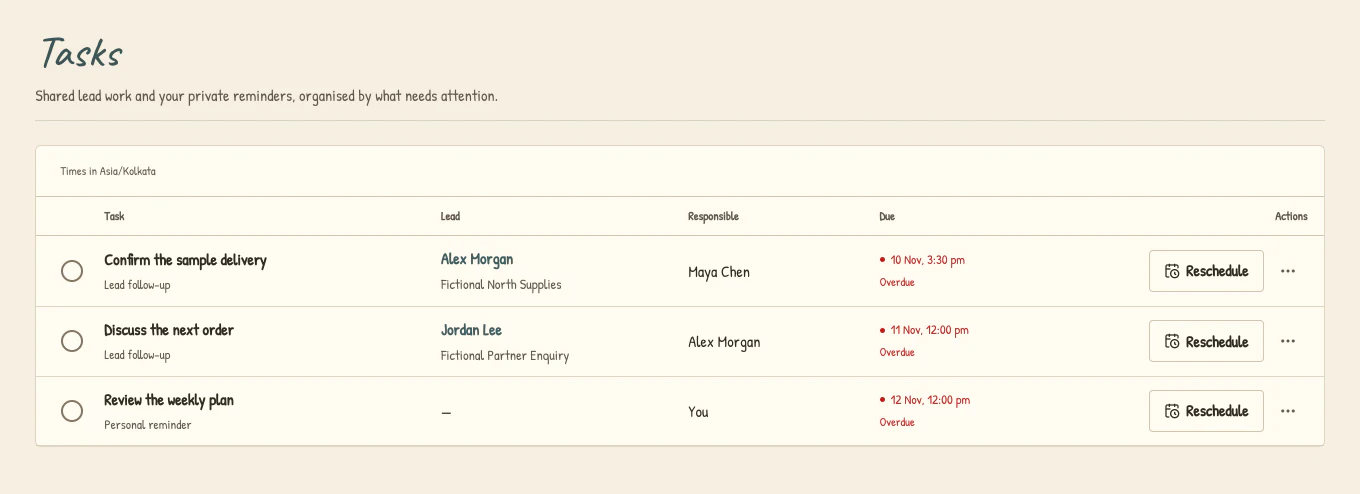 Tasks
Shared lead work and your private reminders, organised by what needs attention.
Times in Asia/Kolkata
Task Lead Responsible Due Actions
Confirm the sample delivery Alex Morgan Maya Chen 10 Nov, 3:30 pm Reschedule
Lead follow-up Fictional North Supplies Overdue
Discuss the next order Jordan Lee Alex Morgan 11 Nov, 12:00 pm Reschedule
Lead follow-up Fictional Partner Enquiry Overdue
Review the weekly plan — You 12 Nov, 12:00 pm Reschedule
Personal reminder Overdue